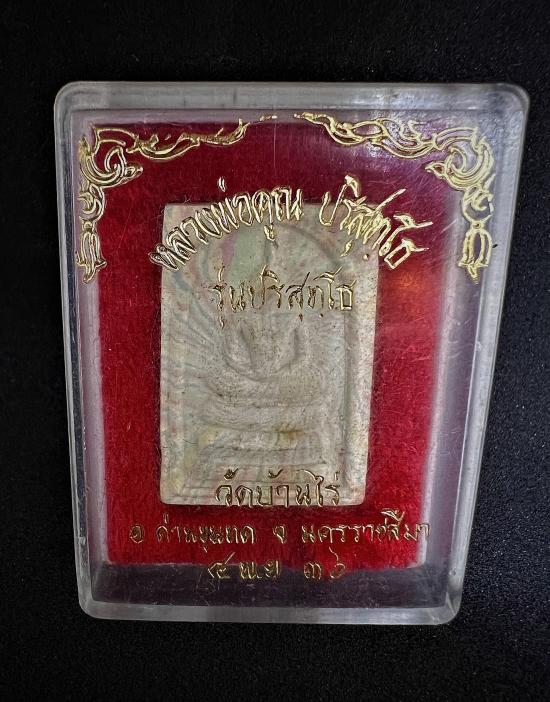 หลวงพ่อคูณ ปริสุทฺโธ
รุ่นปริสุทฺโธ
วัดบ้านไร่
อ ด่านขุนทด จ นครราชสีมา
๔ พ.ย ๓๖